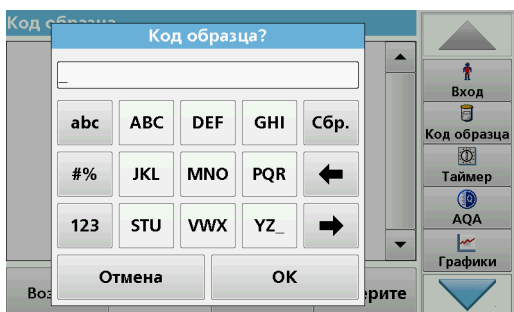 Код
Код образца?
_
abc ABC DEF GHI Сбр.
#% JKL MNO PQR
123 STU VWX YZ_
Отмена OK
Вход
Код образца
Таймер
AQA
Графики